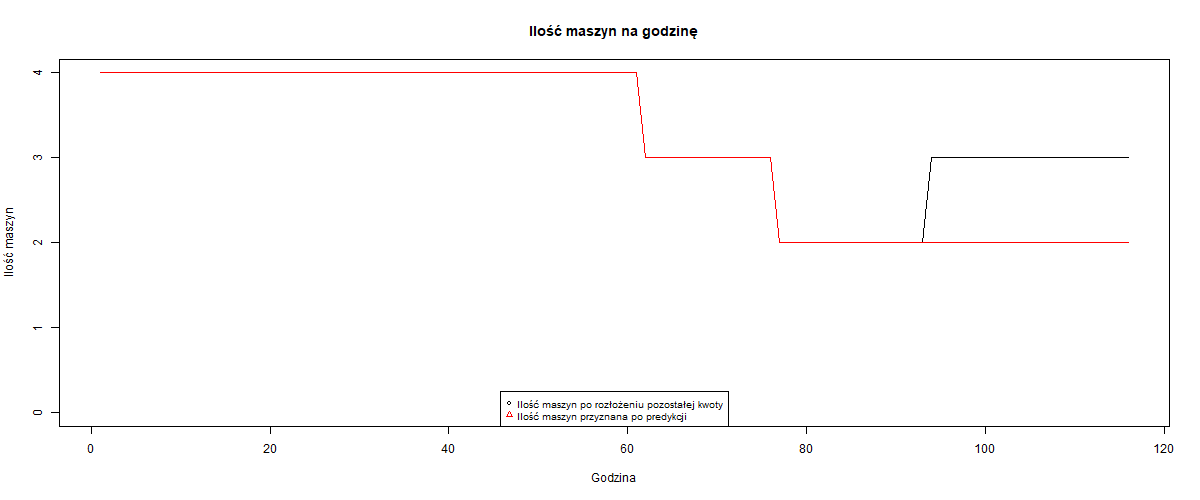 Ilość maszyn na godzinę
Ilość maszyn
4
3
2
1
0
Ilość maszyn po rozłożeniu pozostałej kwoty
Ilość maszyn przyznana po predykcji
0 20 40 60 80 100 120
Godzina